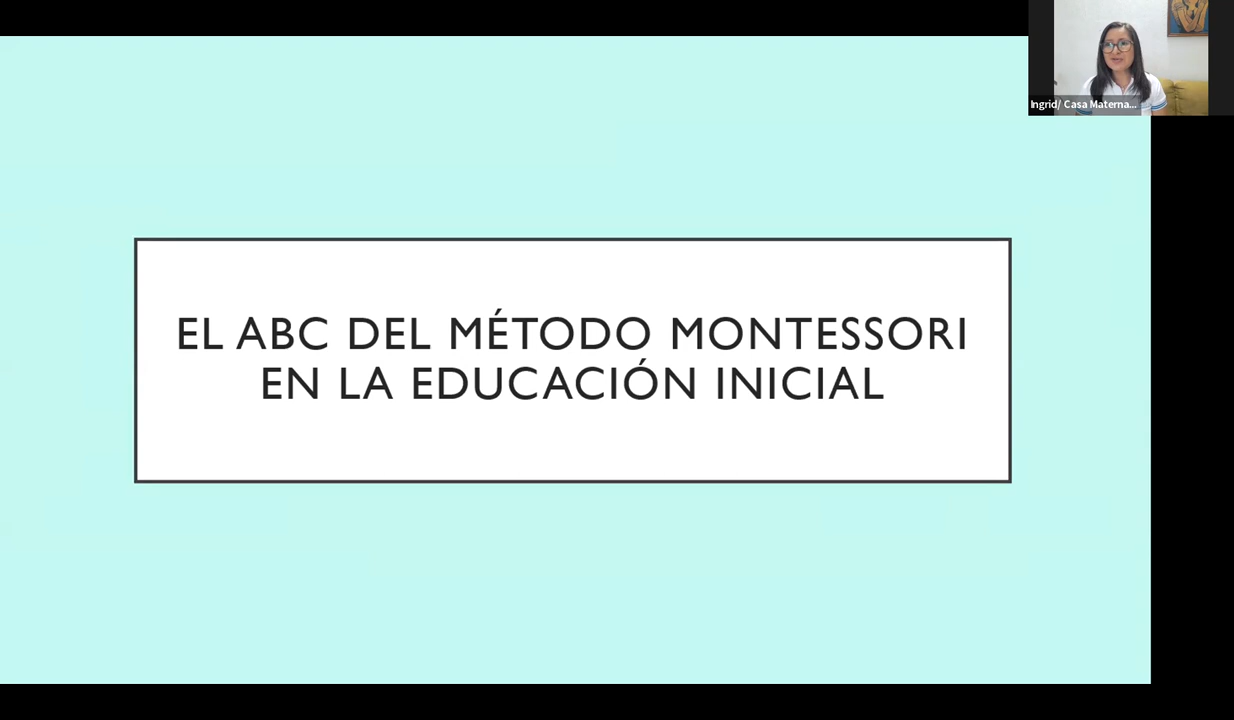 Ingrid/ Casa Materna...
EL ABC DEL MÉTODO MONTESSORI
EN LA EDUCACIÓN INICIAL